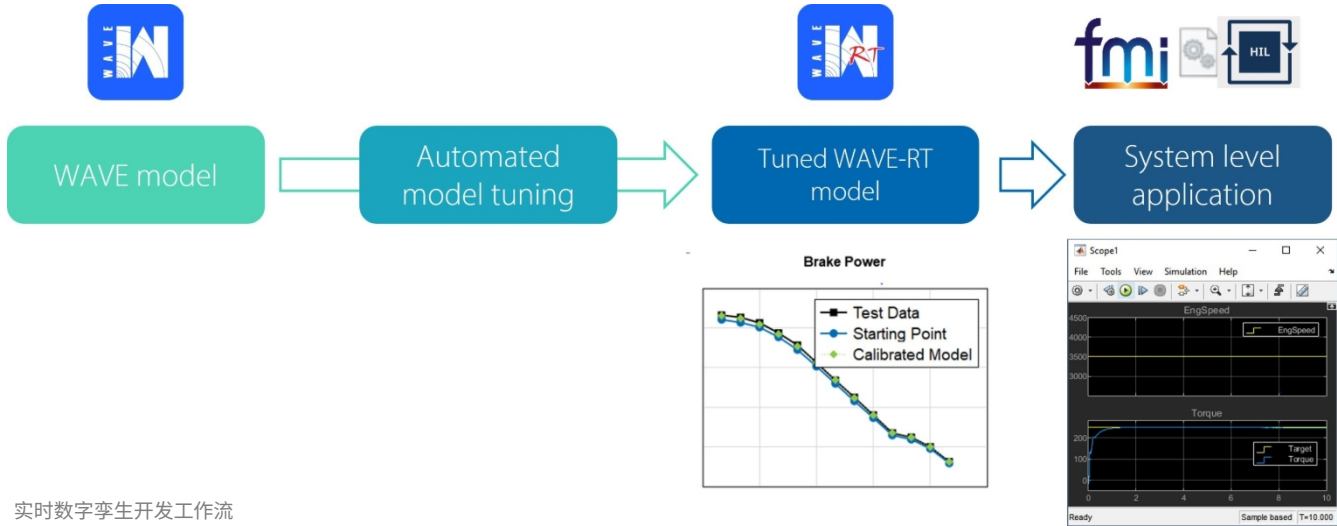 WAVE
WAVE
RT
fmi
HIL
WAVE model
Automated
model tuning
Tuned WAVE-RT
model
System level
application
Brake Power
Test Data
Starting Point
Calibrated Model
Scope1
File Tools View Simulation Help
EngSpeed
4500
4000
3500
3000
EngSpeed
Torque
200
100
0
Target
Torque
0 2 4 6 8 10
Ready Sample based T=10.000
实时数字孪生开发工作流